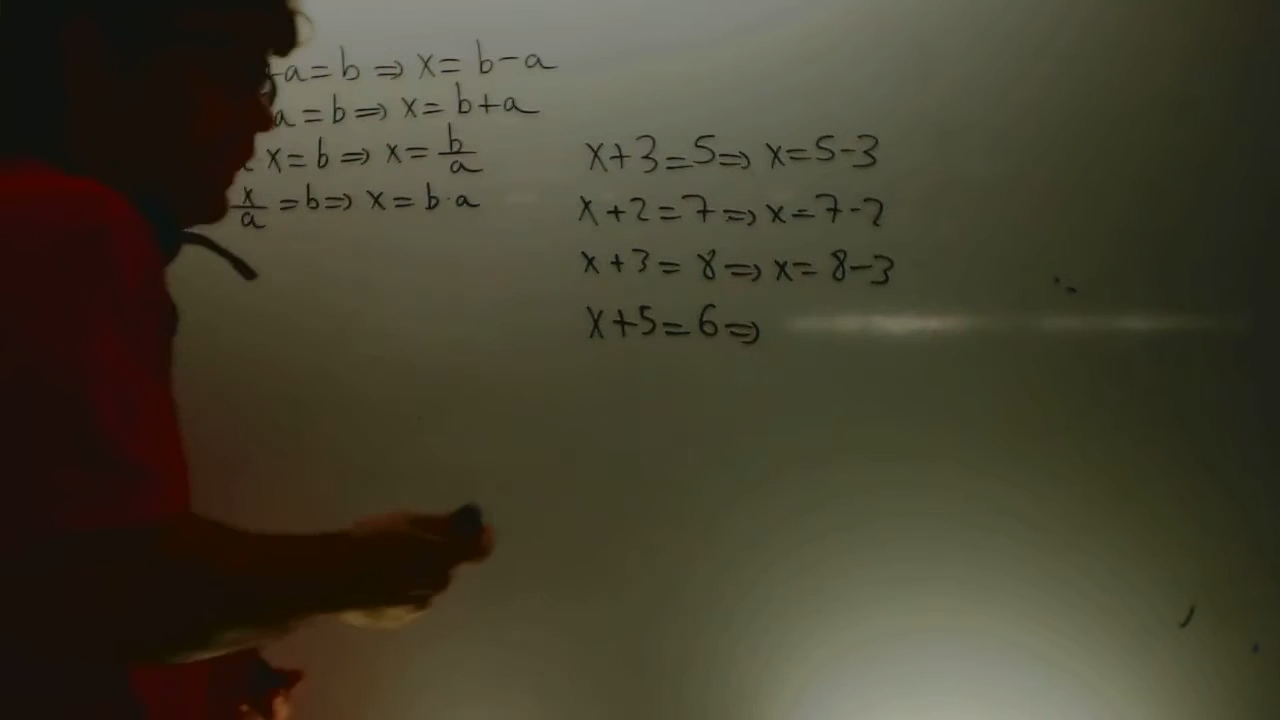 -a=b⇒ x= b-a
a=b⇒ x= b+a
x=b⇒ x= b/a
x/a =b⇒ x= b·a
x+3=5⇒ x=5-3
x+2=7⇒ x=7-2
x+3=8⇒ x=8-3
x+5=6⇒